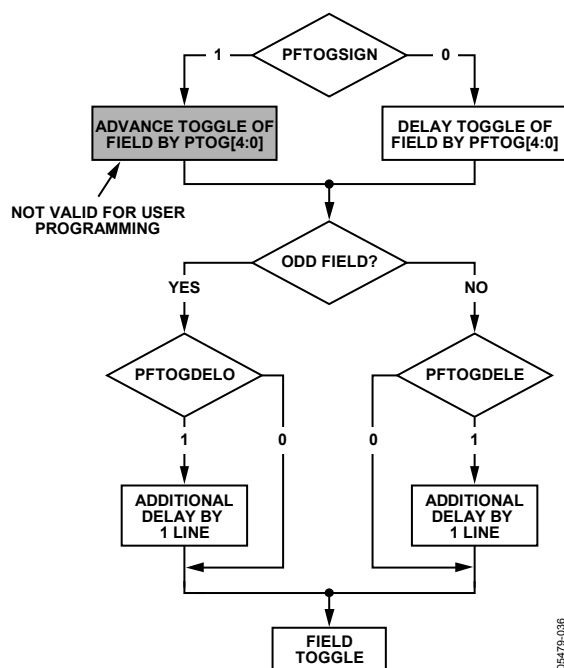 1
PFTOGSIGN
0
ADVANCE TOGGLE OF
FIELD BY PTOG[4:0]
DELAY TOGGLE OF
FIELD BY PFTOG[4:0]
NOT VALID FOR USER
PROGRAMMING
ODD FIELD?
YES
NO
PFTOGDELO
PFTOGDELE
1
0
0
1
ADDITIONAL
DELAY BY
1 LINE
ADDITIONAL
DELAY BY
1 LINE
FIELD
TOGGLE
05479-036